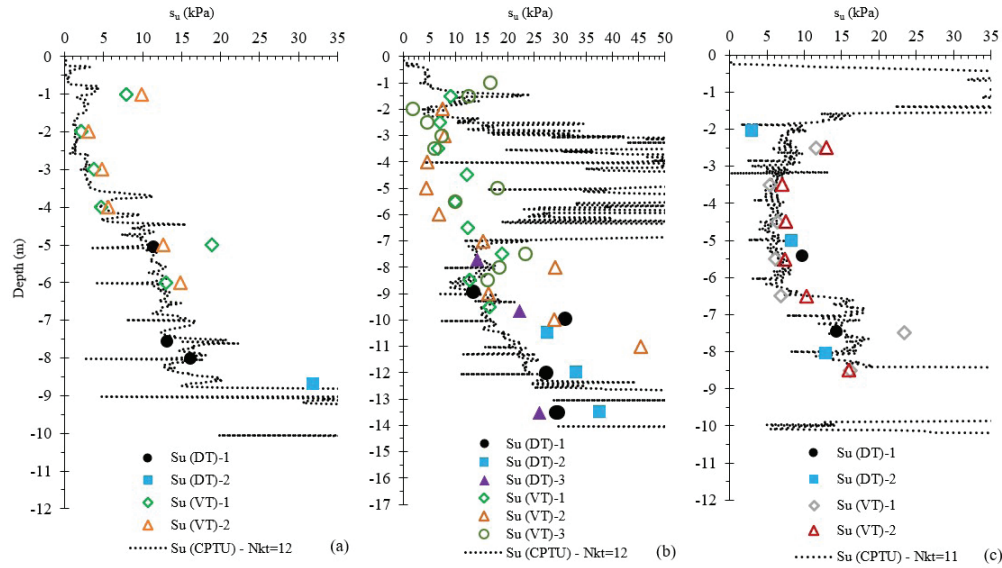 s_u (kPa)
0 5 10 15 20 25 30 35
Depth (m)
0
-1
-2
-3
-4
-5
-6
-7
-8
-9
-10
-11
-12
Su (DT)-1
Su (DT)-2
Su (VT)-1
Su (VT)-2
Su (CPTU) - Nkt=12
(a)
s_u (kPa)
0 5 10 15 20 25 30 35 40 45 50
0
-1
-2
-3
-4
-5
-6
-7
-8
-9
-10
-11
-12
-13
-14
-15
-16
-17
Su (DT)-1
Su (DT)-2
Su (DT)-3
Su (VT)-1
Su (VT)-2
Su (VT)-3
Su (CPTU) - Nkt=12
(b)
s_u (kPa)
0 5 10 15 20 25 30 35
0
-1
-2
-3
-4
-5
-6
-7
-8
-9
-10
-11
-12
Su (DT)-1
Su (DT)-2
Su (VT)-1
Su (VT)-2
Su (CPTU) - Nkt=11
(c)